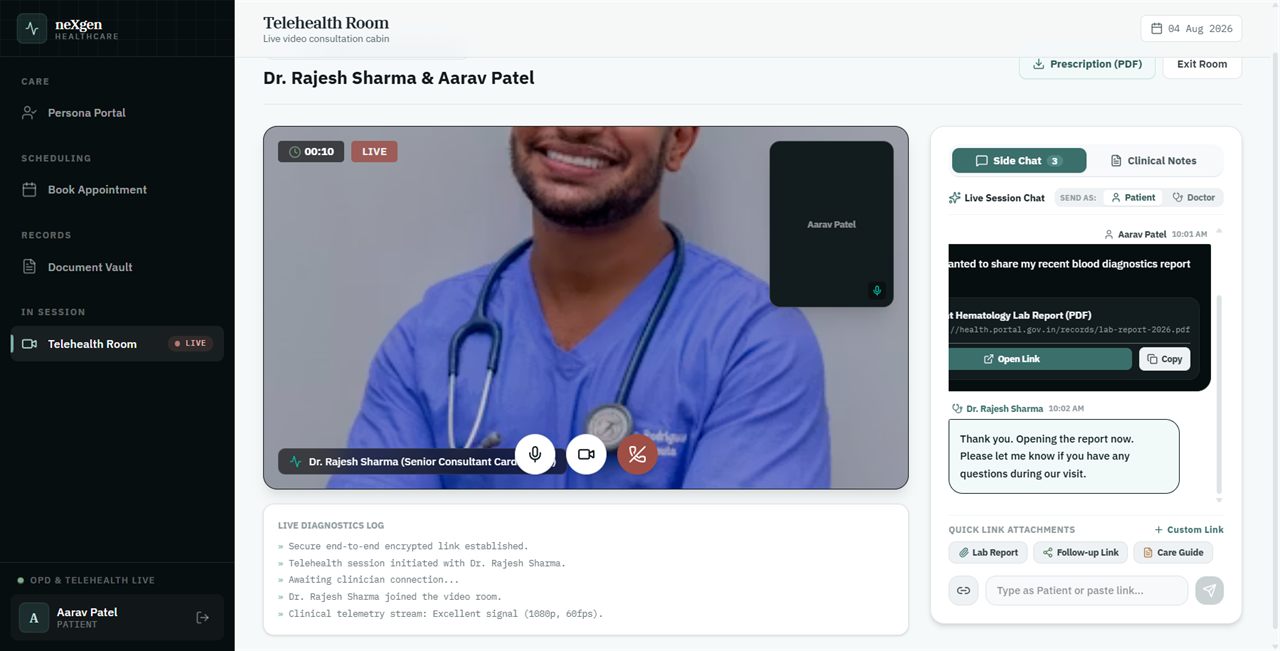 neXgen
HEALTHCARE
CARE
Persona Portal
SCHEDULING
Book Appointment
RECORDS
Document Vault
IN SESSION
Telehealth Room
LIVE
OPD & TELEHEALTH LIVE
A
Aarav Patel
PATIENT
Telehealth Room
Live video consultation cabin
04 Aug 2026
Dr. Rajesh Sharma & Aarav Patel
Prescription (PDF)
Exit Room
00:10
LIVE
Aarav Patel
Dr. Rajesh Sharma (Senior Consultant Card
LIVE DIAGNOSTICS LOG
» Secure end-to-end encrypted link established.
» Telehealth session initiated with Dr. Rajesh Sharma.
» Awaiting clinician connection...
» Dr. Rajesh Sharma joined the video room.
» Clinical telemetry stream: Excellent signal (1080p, 60fps).
Side Chat 3
Clinical Notes
Live Session Chat
SEND AS:
Patient
Doctor
Aarav Patel 10:01 AM
anted to share my recent blood diagnostics report
t Hematology Lab Report (PDF)
//health.portal.gov.in/records/lab-report-2026.pdf
Open Link
Copy
Dr. Rajesh Sharma 10:02 AM
Thank you. Opening the report now.
Please let me know if you have any
questions during our visit.
QUICK LINK ATTACHMENTS
+ Custom Link
Lab Report
Follow-up Link
Care Guide
Type as Patient or paste link...